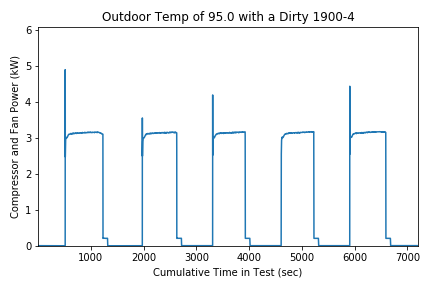 Outdoor Temp of 95.0 with a Dirty 1900-4
Compressor and Fan Power (kW)
6
5
4
3
2
1
0
1000 2000 3000 4000 5000 6000 7000
Cumulative Time in Test (sec)